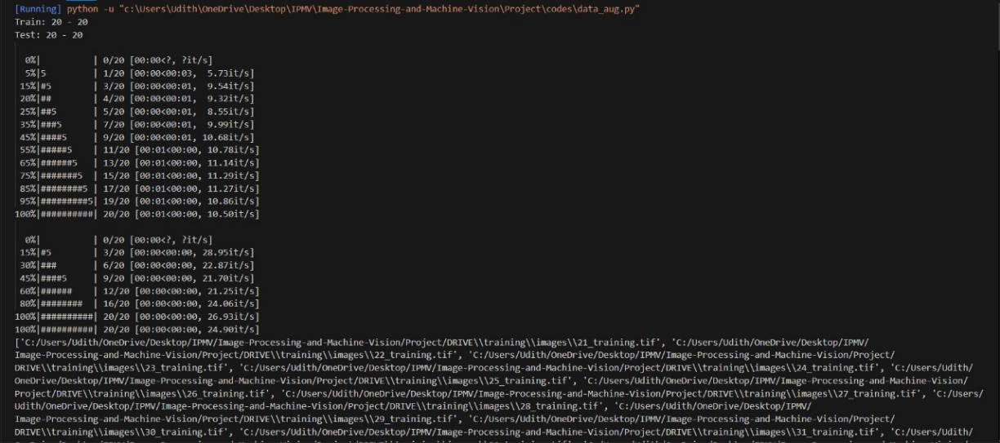 [Running] python -u "c:\Users\Udith\OneDrive\Desktop\IPMV\Image-Processing-and-Machine-Vision\Project\codes\data_aug.py"
Train: 20 - 20
Test: 20 - 20
0%|          | 0/20 [00:00<?, ?it/s]
5%|5         | 1/20 [00:00<00:03,  5.73it/s]
15%|#5        | 3/20 [00:00<00:01,  9.54it/s]
20%|##        | 4/20 [00:00<00:01,  9.32it/s]
25%|##5       | 5/20 [00:00<00:01,  8.55it/s]
35%|###5      | 7/20 [00:00<00:01,  9.99it/s]
45%|####5     | 9/20 [00:00<00:01, 10.68it/s]
55%|#####5    | 11/20 [00:01<00:00, 10.78it/s]
65%|######5   | 13/20 [00:01<00:00, 11.14it/s]
75%|#######5  | 15/20 [00:01<00:00, 11.29it/s]
85%|########5 | 17/20 [00:01<00:00, 11.27it/s]
95%|#########5| 19/20 [00:01<00:00, 10.86it/s]
100%|##########| 20/20 [00:01<00:00, 10.50it/s]
0%|          | 0/20 [00:00<?, ?it/s]
15%|#5        | 3/20 [00:00<00:00, 28.95it/s]
30%|###       | 6/20 [00:00<00:00, 22.87it/s]
45%|####5     | 9/20 [00:00<00:00, 21.70it/s]
60%|######    | 12/20 [00:00<00:00, 21.25it/s]
80%|########  | 16/20 [00:00<00:00, 24.06it/s]
100%|##########| 20/20 [00:00<00:00, 26.93it/s]
100%|##########| 20/20 [00:00<00:00, 24.90it/s]
['C:/Users/Udith/OneDrive/Desktop/IPMV/Image-Processing-and-Machine-Vision/Project/DRIVE\\training\\images\\21_training.tif', 'C:/Users/Udith/OneDrive/Desktop/IPMV/
Image-Processing-and-Machine-Vision/Project/DRIVE\\training\\images\\22_training.tif', 'C:/Users/Udith/OneDrive/Desktop/IPMV/Image-Processing-and-Machine-Vision/Project/
DRIVE\\training\\images\\23_training.tif', 'C:/Users/Udith/OneDrive/Desktop/IPMV/Image-Processing-and-Machine-Vision/Project/DRIVE\\training\\images\\24_training.tif', 'C:/Users/Udith/
OneDrive/Desktop/IPMV/Image-Processing-and-Machine-Vision/Project/DRIVE\\training\\images\\25_training.tif', 'C:/Users/Udith/OneDrive/Desktop/IPMV/Image-Processing-and-Machine-Vision/
Project/DRIVE\\training\\images\\26_training.tif', 'C:/Users/Udith/OneDrive/Desktop/IPMV/Image-Processing-and-Machine-Vision/Project/DRIVE\\training\\images\\27_training.tif', 'C:/Users/
Udith/OneDrive/Desktop/IPMV/Image-Processing-and-Machine-Vision/Project/DRIVE\\training\\images\\28_training.tif', 'C:/Users/Udith/OneDrive/Desktop/IPMV/
Image-Processing-and-Machine-Vision/Project/DRIVE\\training\\images\\29_training.tif', 'C:/Users/Udith/OneDrive/Desktop/IPMV/Image-Processing-and-Machine-Vision/Project/
DRIVE\\training\\images\\30_training.tif', 'C:/Users/Udith/OneDrive/Desktop/IPMV/Image-Processing-and-Machine-Vision/Project/DRIVE\\training\\images\\31_training.tif', 'C:/Users/Udith/